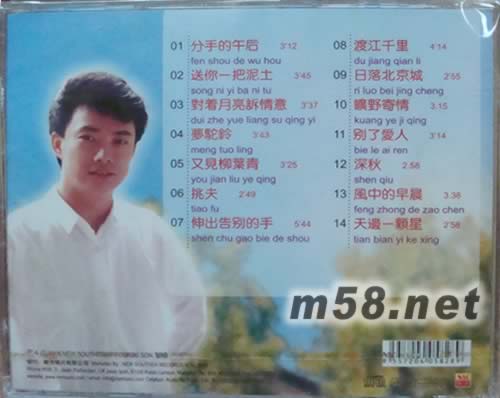 01 分手的午后 3'12
fen shou de wu hou
02 送你一把泥土 3'45
song ni yi ba ni tu
03 對着月亮訴情意 3'37
dui zhe yue liang su qing yi
04 夢駝鈴 3'43
meng tuo ling
05 又見柳葉青 3'25
you jian liu ye qing
06 挑夫 2'49
tiao fu
07 伸出告別的手 5'44
shen chu gao bie de shou
08 渡江千里 4'14
du jiang qian li
09 日落北京城 2'55
ri luo bei jing cheng
10 曠野寄情 3.15
kuang ye ji qing
11 別了愛人 3'14
bie le ai ren
12 深秋 2.58
shen qiu
13 風中的早晨 3.36
feng zhong de zao chen
14 天邊一顆星 2'58
tian bian yi ke xing
m58.net